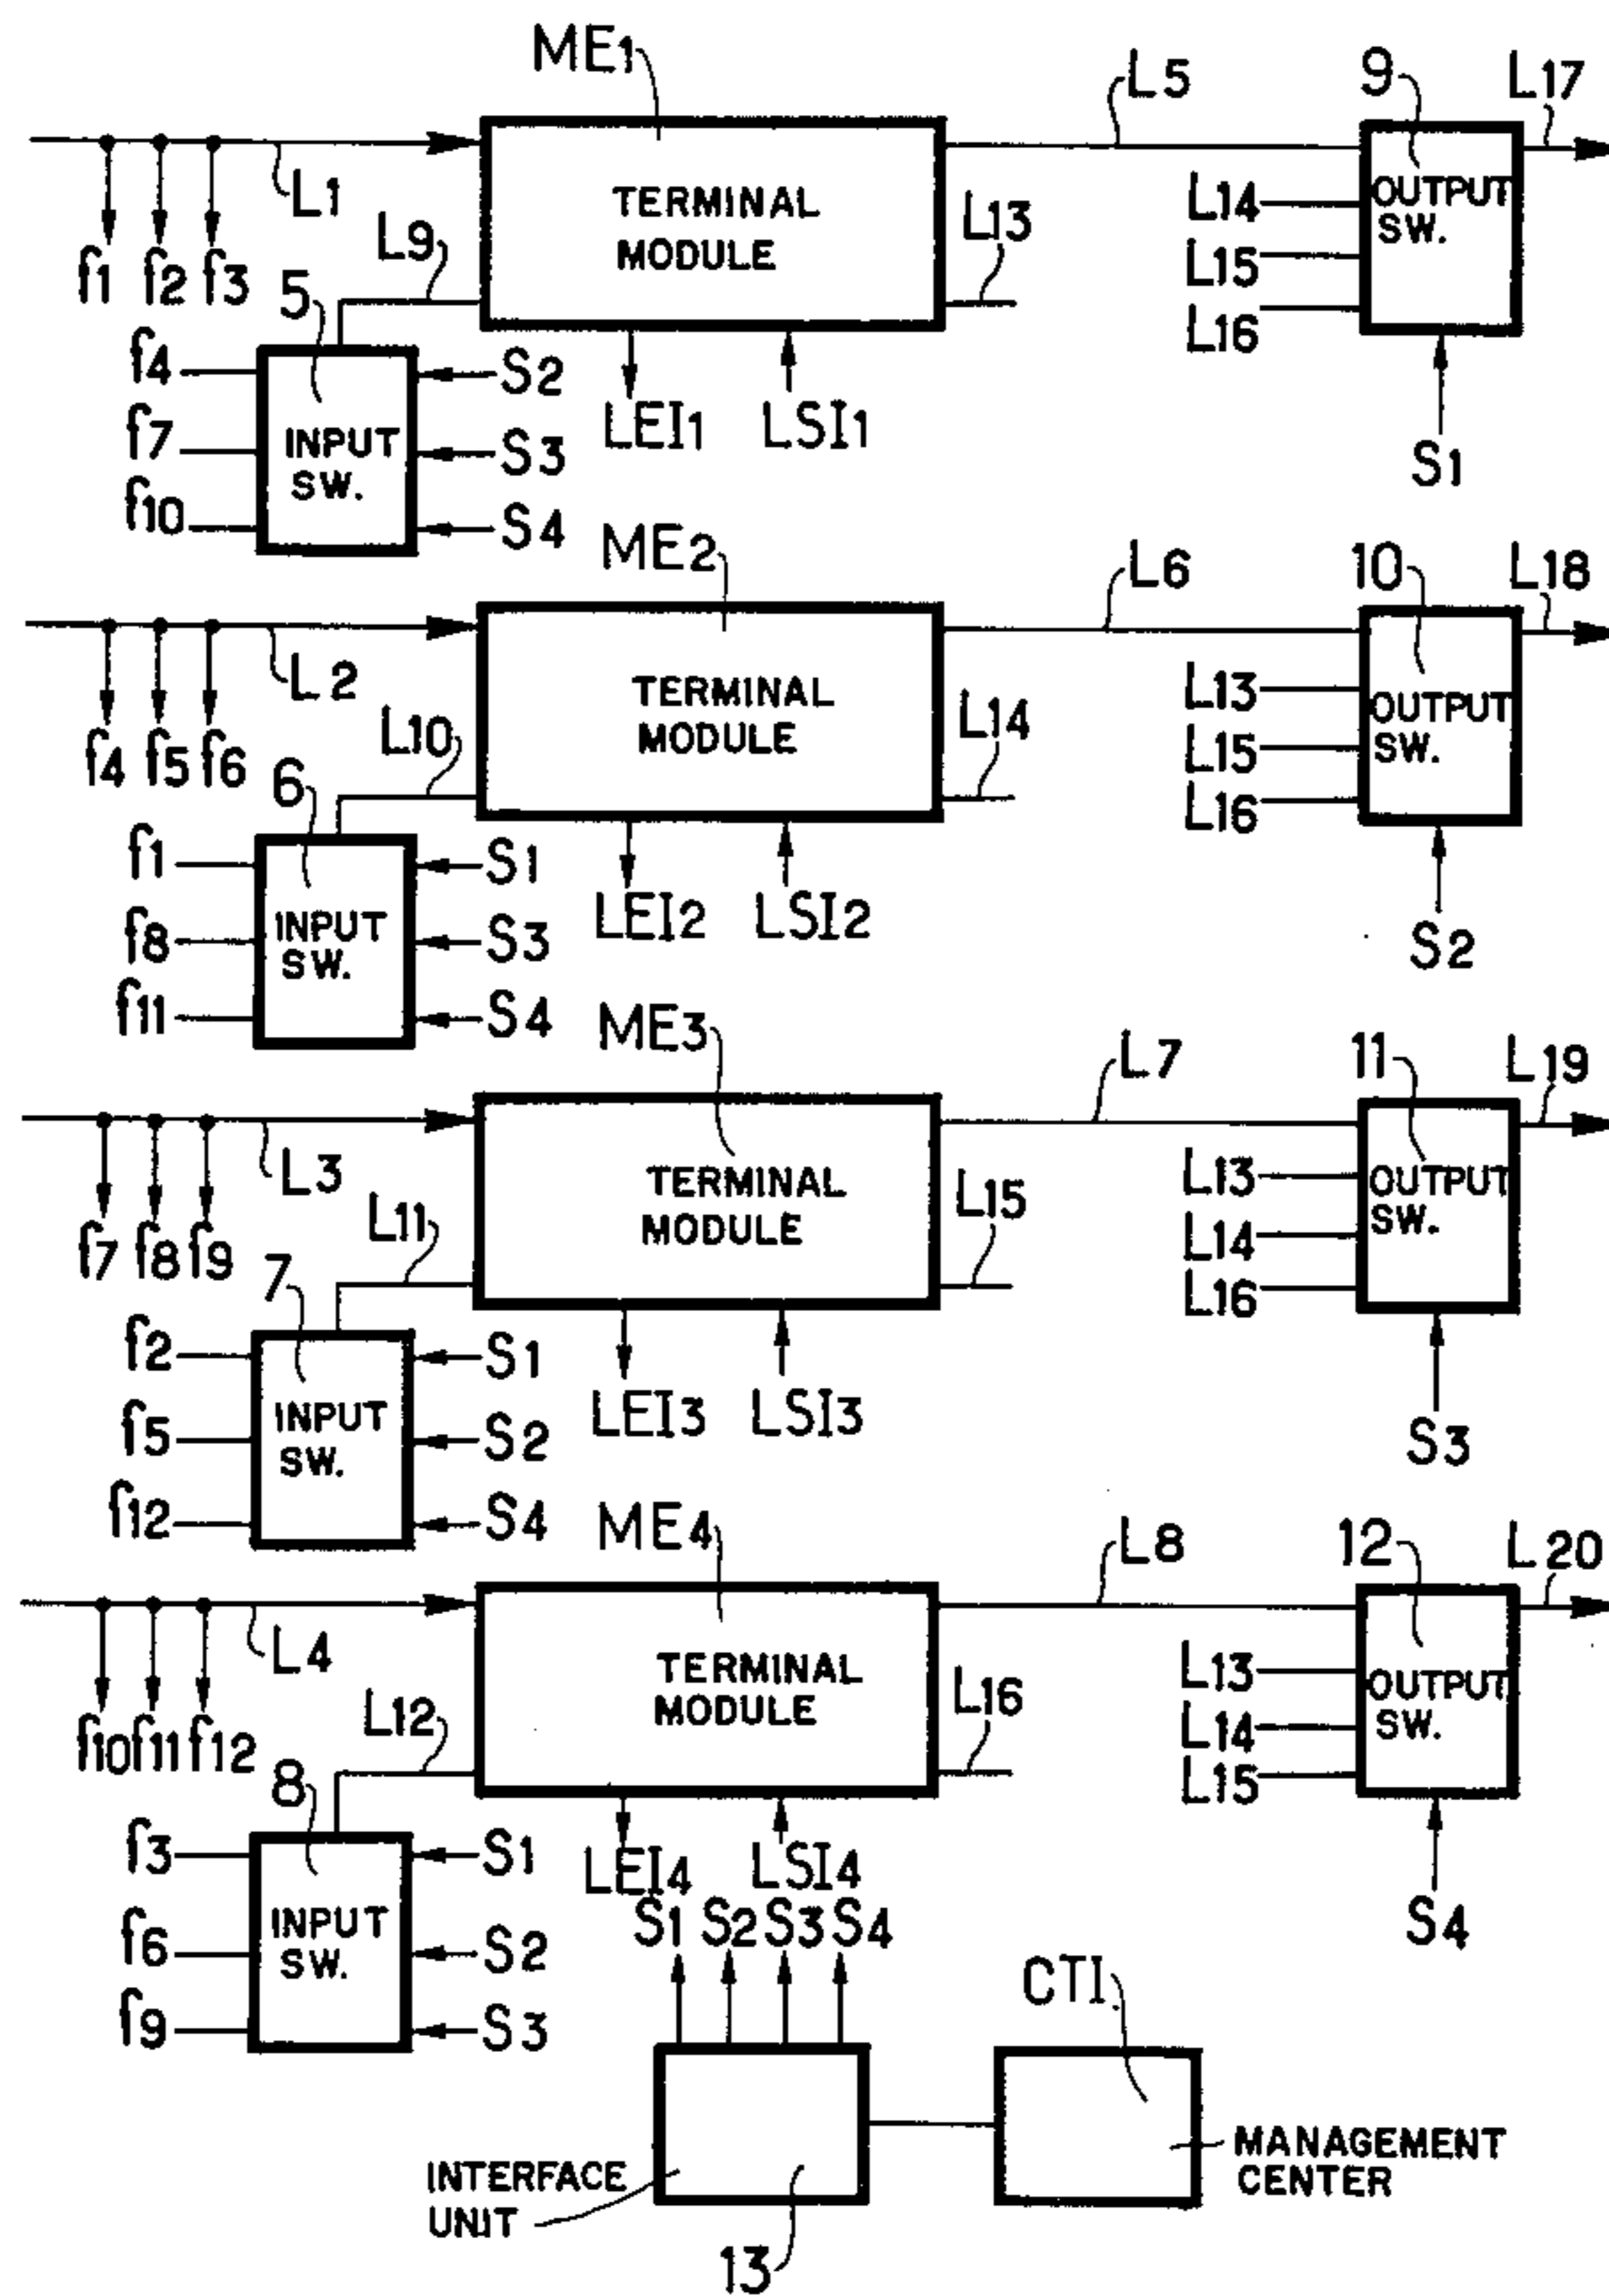 ME1
L5
9
L17
L1
TERMINAL
MODULE
L14
OUTPUT
SW.
L9
L13
f1 f2 f3
5
L15
L16
f4
S2
f7
INPUT
SW.
S3
LEI1
LSI1
S1
f10
S4
ME2
L6
10
L18
L2
TERMINAL
MODULE
L13
OUTPUT
SW.
L10
L14
f4 f5 f6
6
L15
L16
f1
S1
f8
INPUT
SW.
S3
LEI2
LSI2
S2
f11
S4
ME3
L7
11
L19
L3
TERMINAL
MODULE
L13
OUTPUT
SW.
L11
L15
f7 f8 f9
7
L14
L16
f2
S1
f5
INPUT
SW.
S2
LEI3
LSI3
S3
f12
S4
ME4
L8
12
L20
L4
TERMINAL
MODULE
L13
OUTPUT
SW.
L12
L16
f10 f11 f12
8
L14
L15
f3
S1
LEI4
LSI4
f6
INPUT
SW.
S2
S1 S2 S3 S4
S4
f9
S3
CTI
INTERFACE
UNIT
13
MANAGEMENT
CENTER